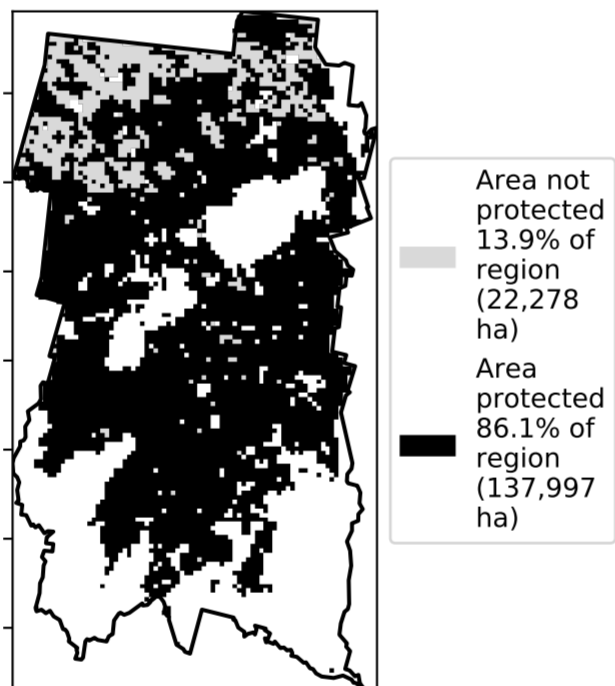 Area not
protected
13.9% of
region
(22,278
ha)
Area
protected
86.1% of
region
(137,997
ha)